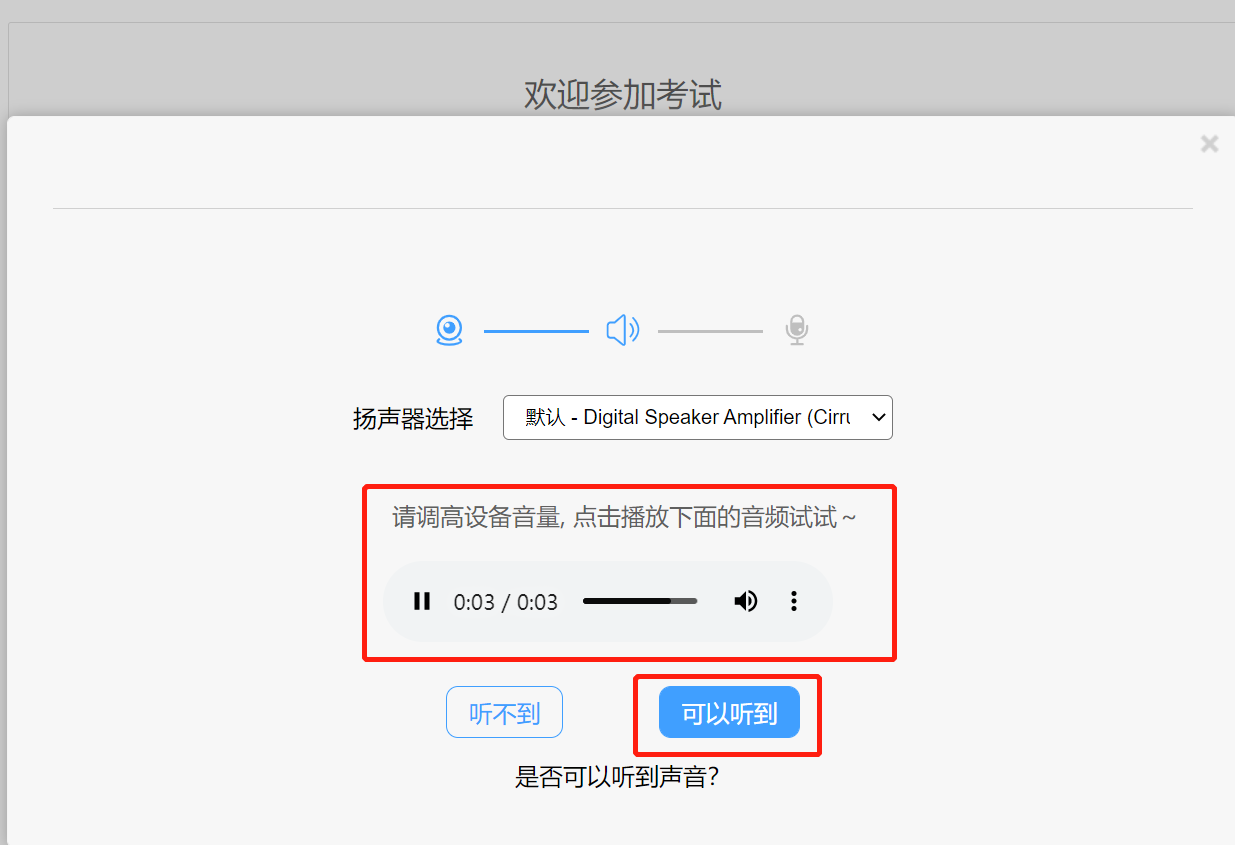 欢迎参加考试
扬声器选择
默认 - Digital Speaker Amplifier (Cirru
请调高设备音量, 点击播放下面的音频试试～
0:03 / 0:03
听不到
可以听到
是否可以听到声音?